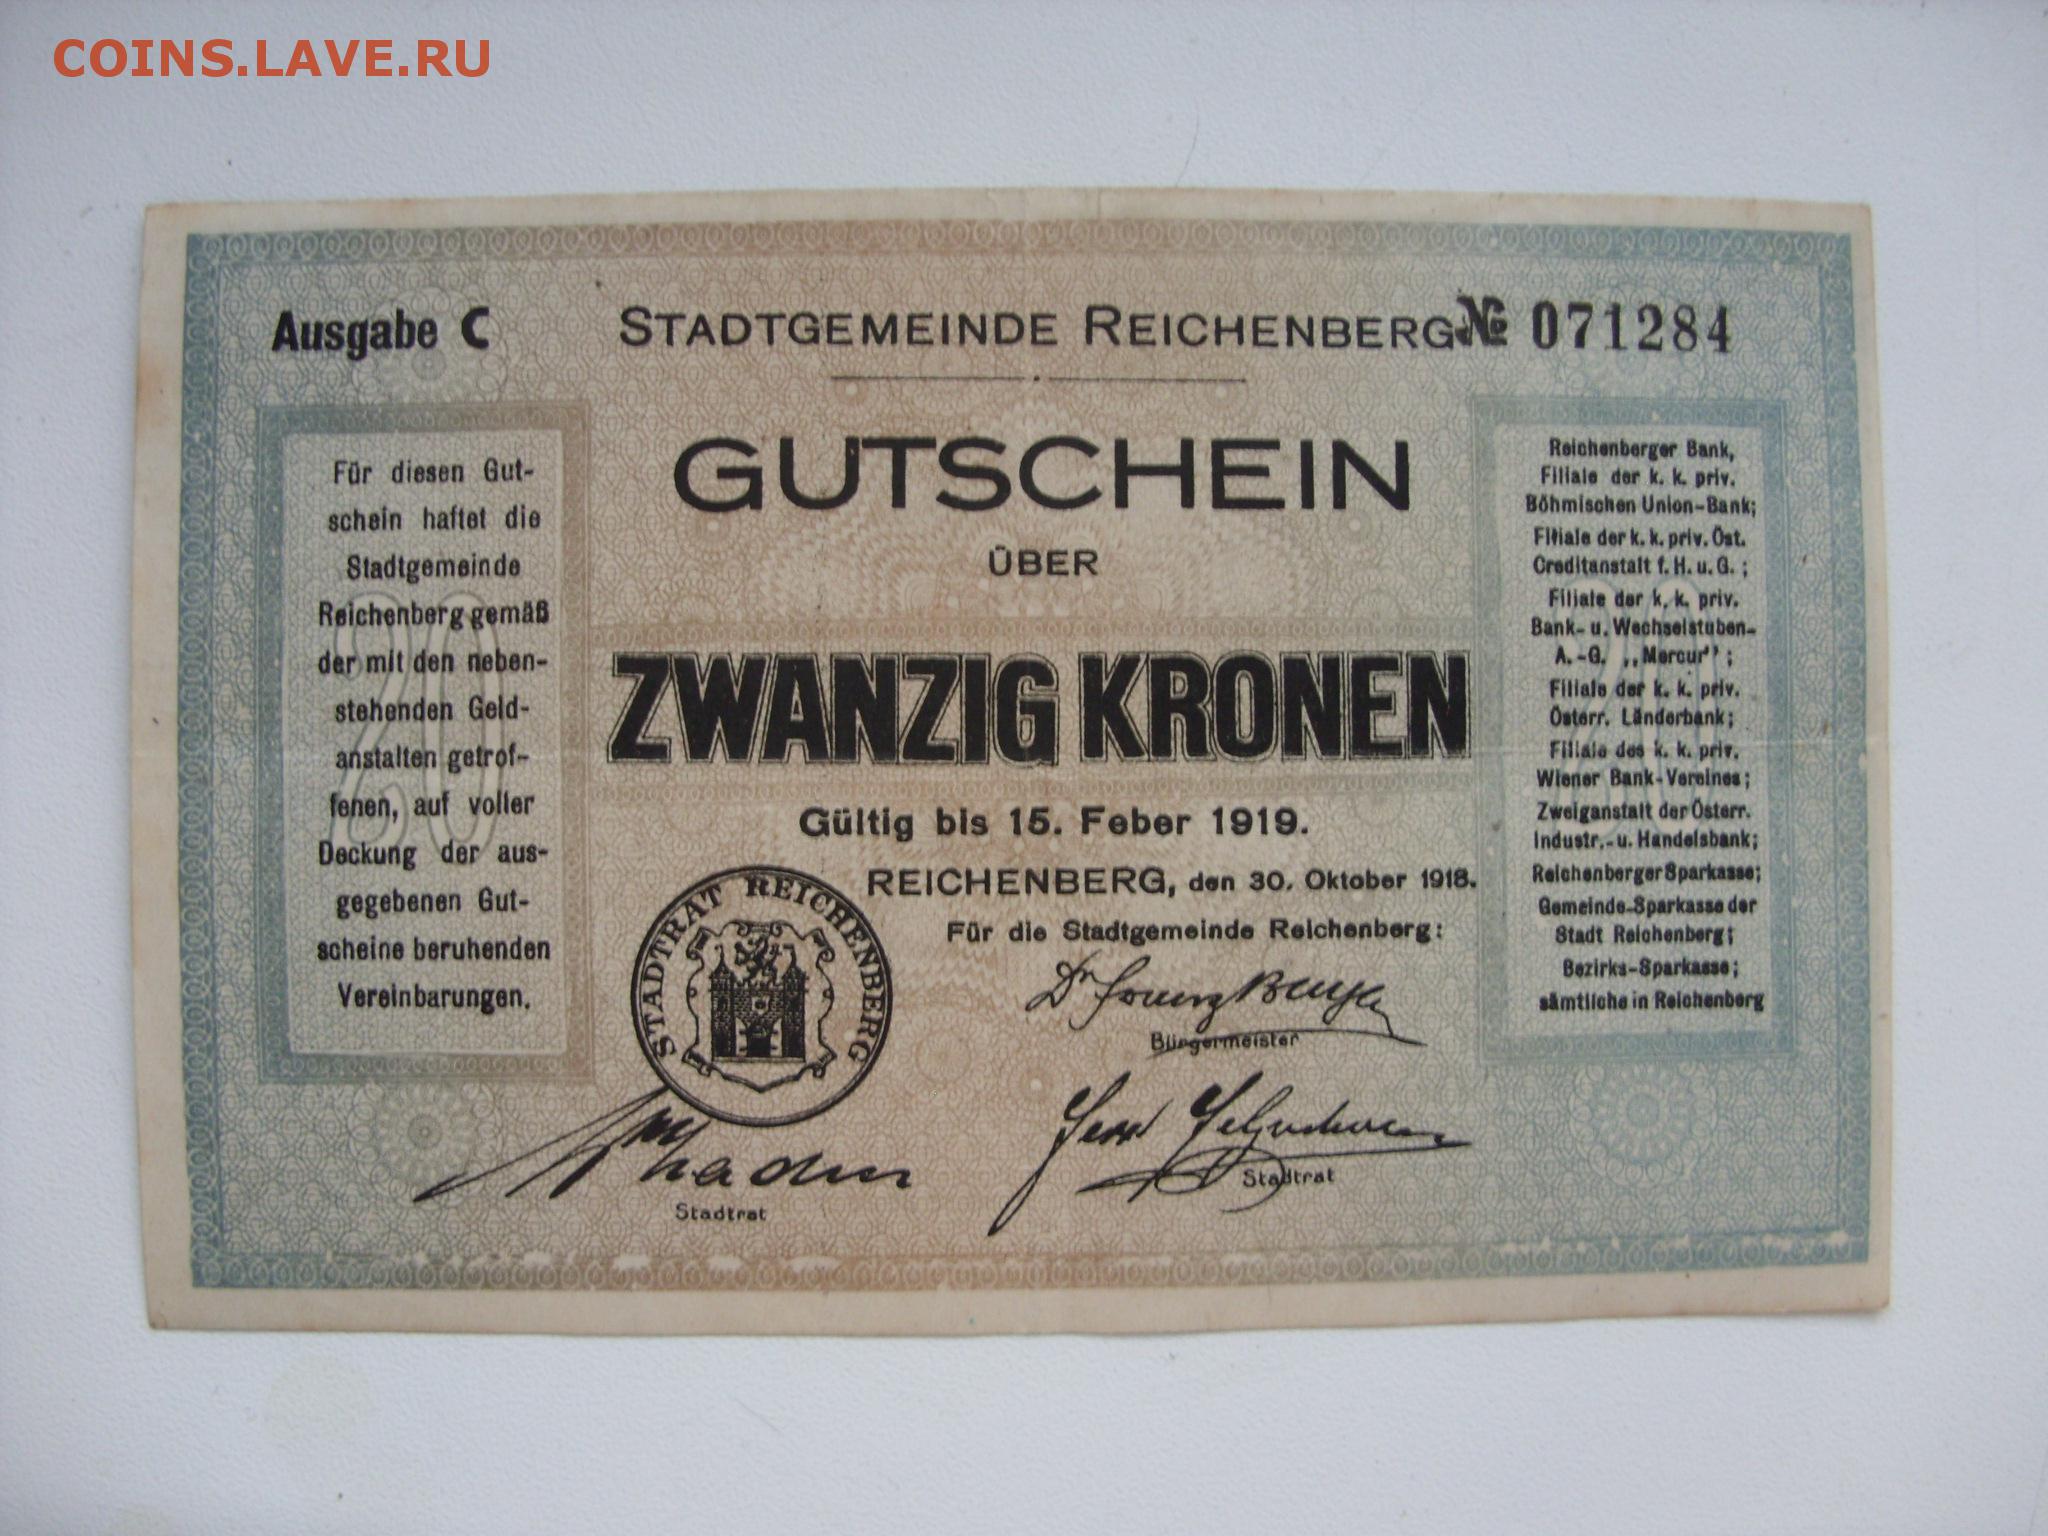 COINS.LAVE.RU
Ausgabe C
STADTGEMEINDE REICHENBERG № 071284
GUTSCHEIN
ÜBER
ZWANZIG KRONEN
Gültig bis 15. Feber 1919.
REICHENBERG, den 30. Oktober 1918.
Für die Stadtgemeinde Reichenberg:
Bürgermeister
Stadtrat
Stadtrat
STADTRAT REICHENBERG
Für diesen Gut-
schein haftet die
Stadtgemeinde
Reichenberg gemäß
der mit den neben-
stehenden Geld-
anstalten getrof-
fenen, auf voller
Deckung der aus-
gegebenen Gut-
scheine beruhenden
Vereinbarungen.
20
Reichenberger Bank,
Filiale der k. k. priv.
Böhmischen Union-Bank;
Filiale der k. k. priv. Öst.
Creditanstalt f. H. u. G. ;
Filiale der k. k. priv.
Bank- u. Wechselstuben-
A.-G. ,,Mercur'' ;
Filiale der k. k. priv.
Österr. Länderbank;
Filiale des k. k. priv.
Wiener Bank-Vereines;
Zweiganstalt der Österr.
Industr.- u. Handelsbank;
Reichenberger Sparkasse;
Gemeinde-Sparkasse der
Stadt Reichenberg;
Bezirks-Sparkasse;
sämtliche in Reichenberg
20